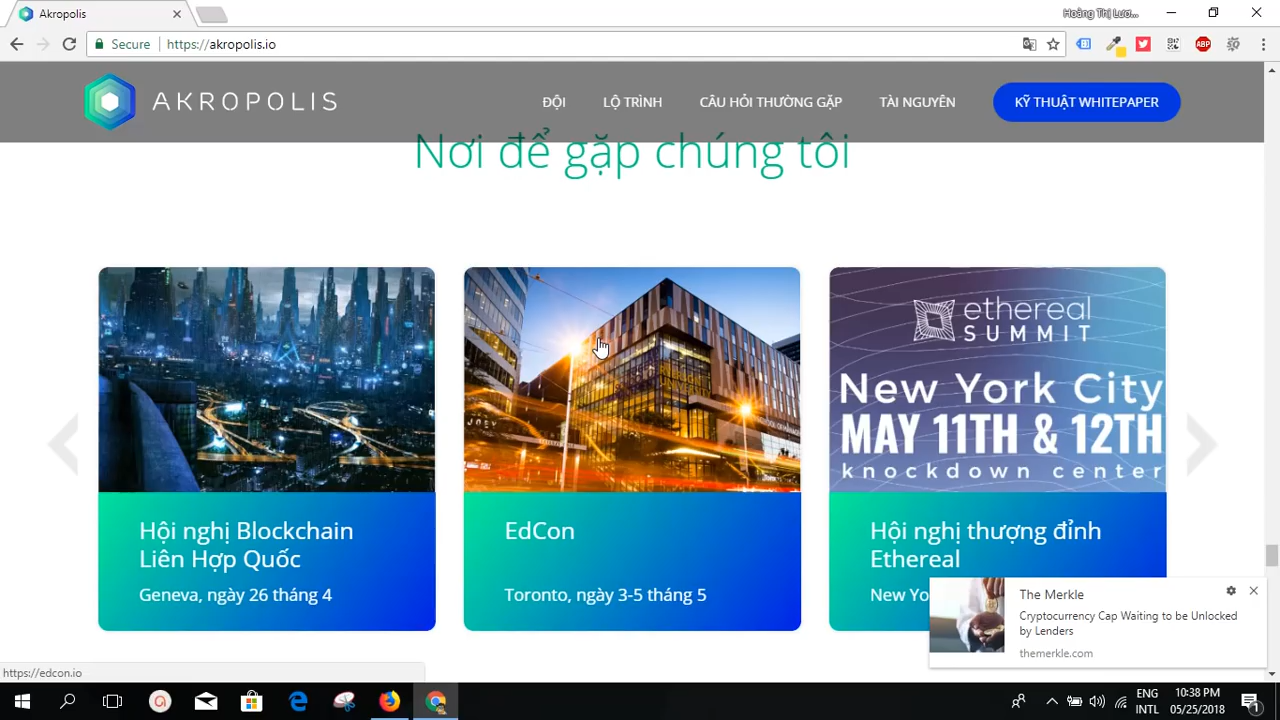 Akropolis
Hoàng Thị Lươ...
Secure
https://akropolis.io
ABP
AKROPOLIS
ĐỘI
LỘ TRÌNH
CÂU HỎI THƯỜNG GẶP
TÀI NGUYÊN
KỸ THUẬT WHITEPAPER
Nơi để gặp chúng tôi
ethereal
SUMMIT
New York City
MAY 11TH & 12TH
knockdown center
Hội nghị Blockchain
Liên Hợp Quốc
Geneva, ngày 26 tháng 4
EdCon
Toronto, ngày 3-5 tháng 5
Hội nghị thượng đỉnh
Ethereal
New Yo
The Merkle
Cryptocurrency Cap Waiting to be Unlocked
by Lenders
themerkle.com
https://edcon.io
ENG
INTL
10:38 PM
05/25/2018
1